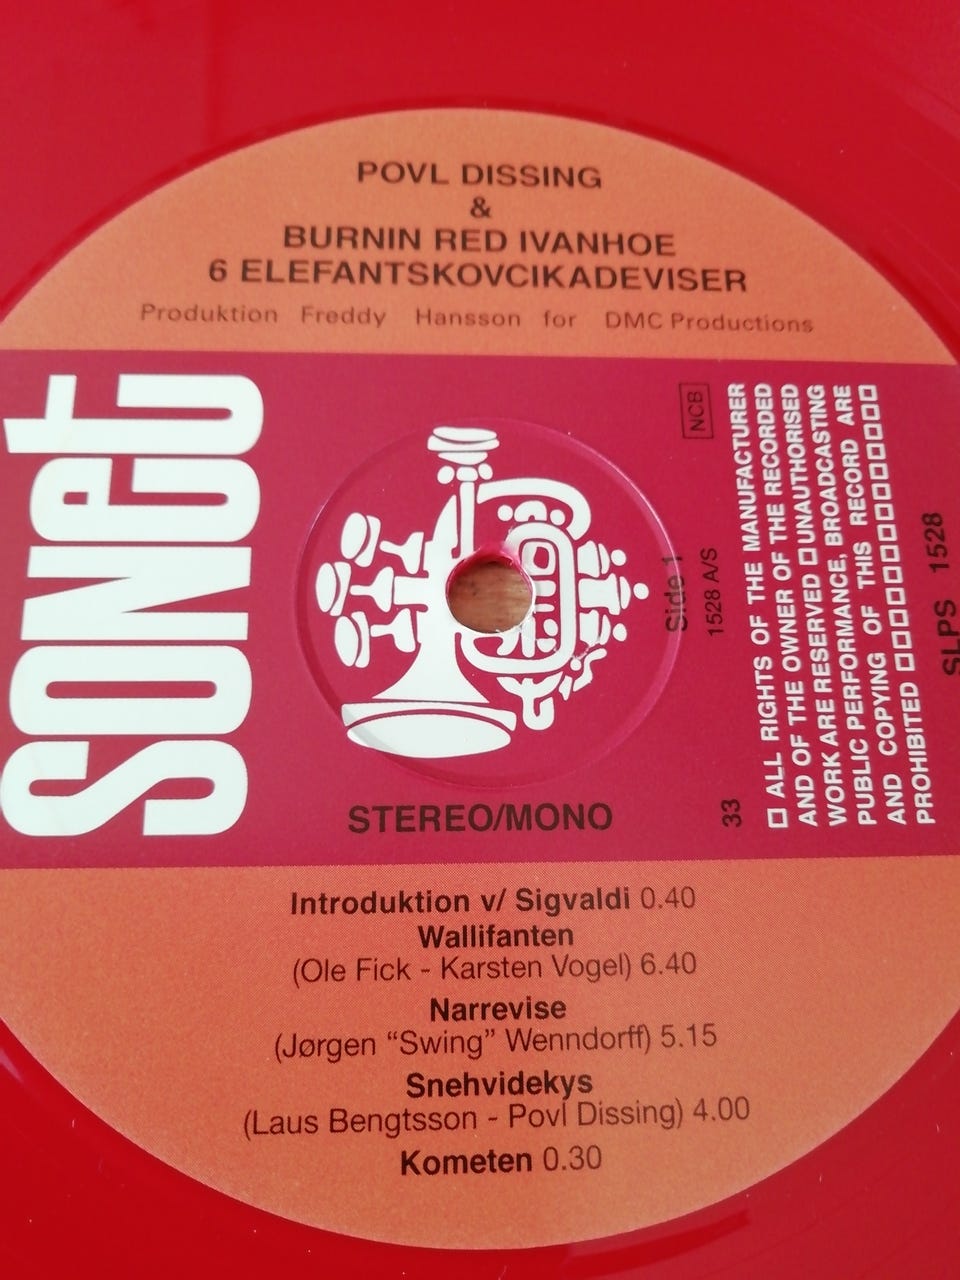 POVL DISSING
&
BURNIN RED IVANHOE
6 ELEFANTSKOVCIKADEVISER
Produktion Freddy Hansson for DMC Productions
SONET
NCB
Side 1
1528 A/S
33
□ ALL RIGHTS OF THE MANUFACTURER
AND OF THE OWNER OF THE RECORDED
WORK ARE RESERVED □ UNAUTHORISED
PUBLIC PERFORMANCE, BROADCASTING
AND COPYING OF THIS RECORD ARE
PROHIBITED □□□□□□□□□□□□□□
SLPS 1528
STEREO/MONO
Introduktion v/ Sigvaldi 0.40
Wallifanten
(Ole Fick - Karsten Vogel) 6.40
Narrevise
(Jørgen “Swing” Wenndorff) 5.15
Snehvidekys
(Laus Bengtsson - Povl Dissing) 4.00
Kometen 0.30